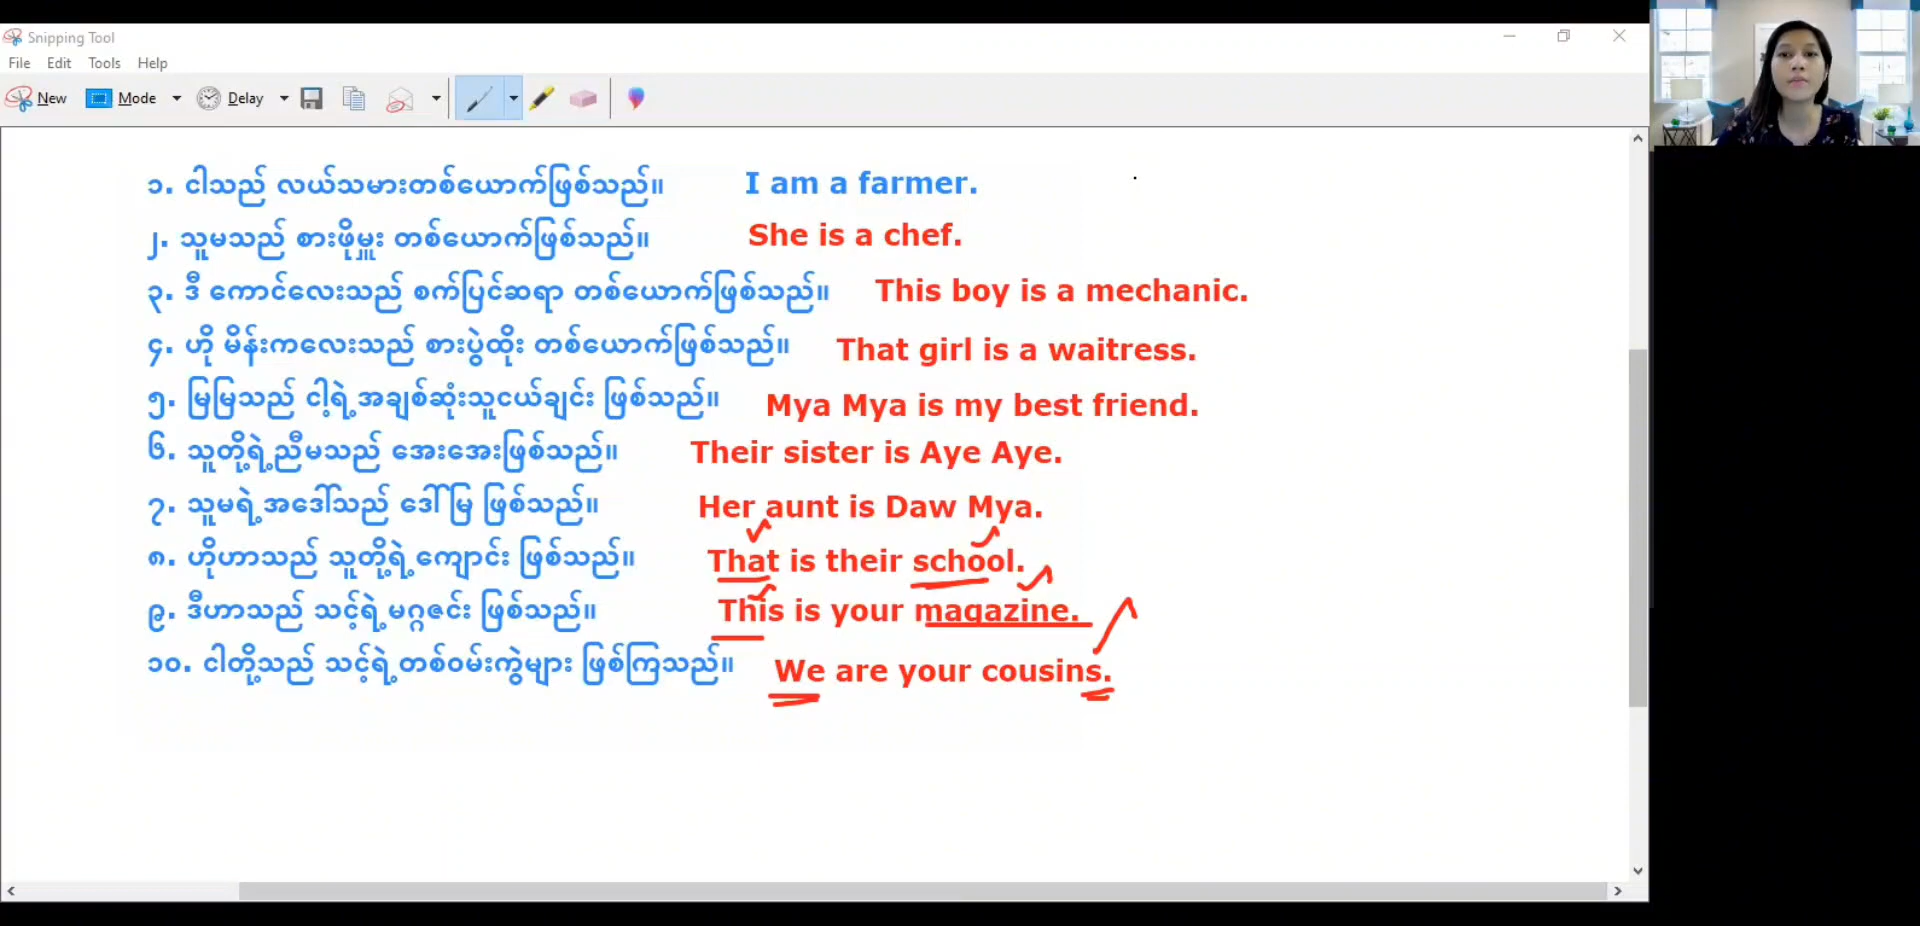 Snipping Tool
File Edit Tools Help
New Mode Delay
၁. ငါသည် လယ်သမားတစ်ယောက်ဖြစ်သည်။ I am a farmer.
၂. သူမသည် စားဖိုမှူး တစ်ယောက်ဖြစ်သည်။ She is a chef.
၃. ဒီ ကောင်လေးသည် စက်ပြင်ဆရာ တစ်ယောက်ဖြစ်သည်။ This boy is a mechanic.
၄. ဟို မိန်းကလေးသည် စားပွဲထိုး တစ်ယောက်ဖြစ်သည်။ That girl is a waitress.
၅. မြမြသည် ငါ့ရဲ့အချစ်ဆုံးသူငယ်ချင်း ဖြစ်သည်။ Mya Mya is my best friend.
၆. သူတို့ရဲ့ညီမသည် အေးအေးဖြစ်သည်။ Their sister is Aye Aye.
၇. သူမရဲ့အဒေါ်သည် ဒေါ်မြ ဖြစ်သည်။ Her aunt is Daw Mya.
၈. ဟိုဟာသည် သူတို့ရဲ့ကျောင်း ဖြစ်သည်။ That is their school.
၉. ဒီဟာသည် သင့်ရဲ့မဂ္ဂဇင်း ဖြစ်သည်။ This is your magazine.
၁၀. ငါတို့သည် သင့်ရဲ့တစ်ဝမ်းကွဲများ ဖြစ်ကြသည်။ We are your cousins.